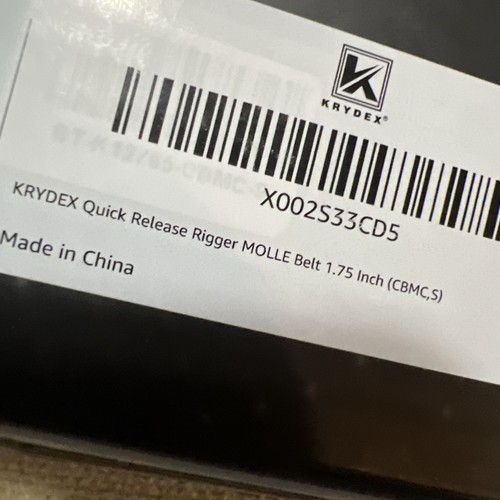 KRYDEX®
X002S33CD5
KRYDEX Quick Release Rigger MOLLE Belt 1.75 Inch (CBMC,S)
Made in China